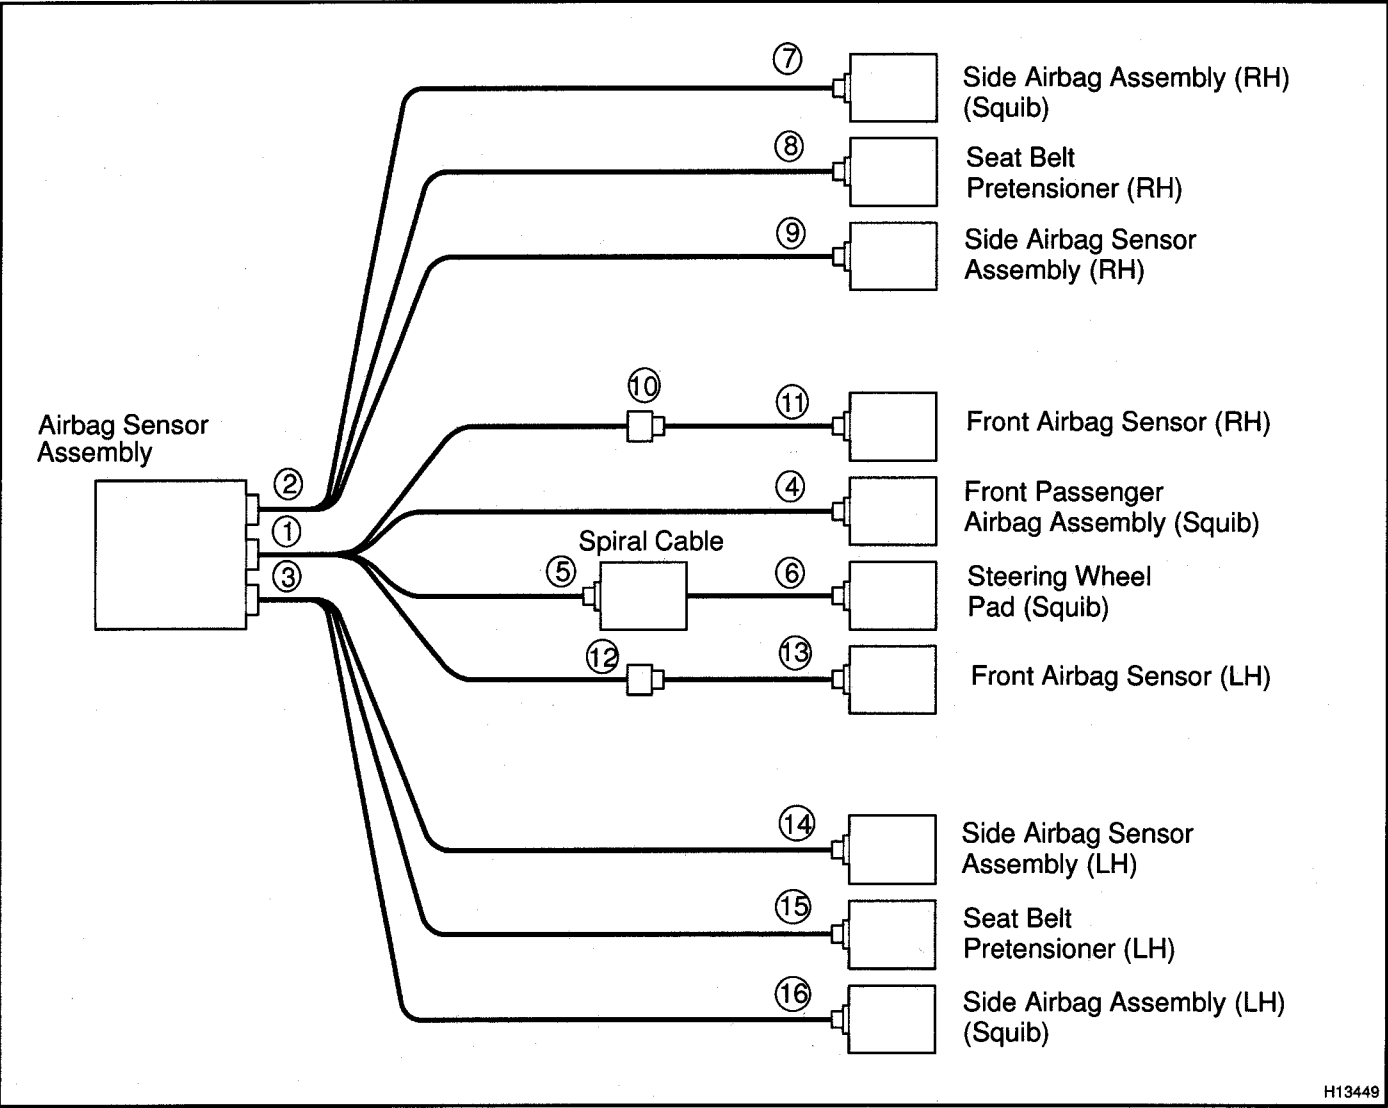 ⑦
Side Airbag Assembly (RH)
(Squib)
⑧
Seat Belt
Pretensioner (RH)
⑨
Side Airbag Sensor
Assembly (RH)
⑩
⑪
Front Airbag Sensor (RH)
Airbag Sensor
Assembly
②
①
③
④
Front Passenger
Airbag Assembly (Squib)
Spiral Cable
⑤
⑥
Steering Wheel
Pad (Squib)
⑫
⑬
Front Airbag Sensor (LH)
⑭
Side Airbag Sensor
Assembly (LH)
⑮
Seat Belt
Pretensioner (LH)
⑯
Side Airbag Assembly (LH)
(Squib)
H13449